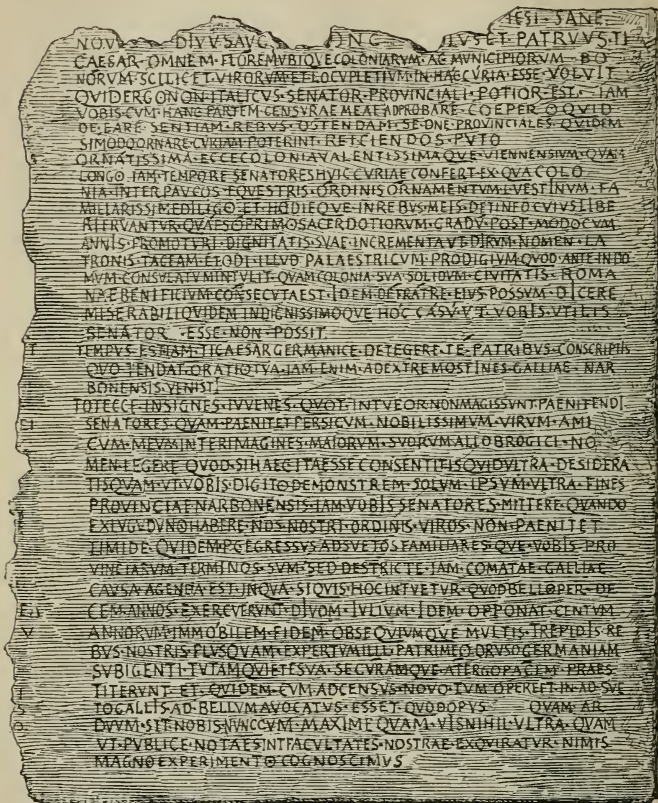 IESI · SANE
NOVO DIVVS AVG NC LVS ET PATRVVS · TI
CAESAR · OMNEM · FLOREM VBIQVE COLONIARVM · AC MVNICIPIORVM · BO
NORVM · SCILICET · VIRORVM · ET LOCVPLETIVM · IN HAC CVRIA · ESSE · VOLVIT
QVID ERGO NON · ITALICVS · SENATOR · PROVINCIALI · POTIOR · EST · IAM
VOBIS · CVM · HANC PARTEM · CENSVRAE MEAE ADPROBARE · COEPERO QVID
DE · EA RE · SENTIAM · REBVS · OSTENDAM · SED NE · PROVINCIALES · QVIDEM
SI MODO ORNARE · CVRIAM POTERINT · REICIENDOS · PVTO
ORNATISSIMA · ECCE COLONIA VALENTISSIMAQVE · VIENNENSIVM · QVAM
LONGO · IAM · TEMPORE SENATORES HVIC CVRIAE CONFERT · EX QVA COLO
NIA · INTER PAVCOS · EQVESTRIS · ORDINIS · ORNAMENTVM · L · VESTINVM · FA
MILIARISSIME DILIGO ET · HODIEQVE · IN REBVS · MEIS · DETINEO CVIVS LIBE
RI FRVANTVR · QVAESO PRIMO SACERDOTIORVM · GRADV · POST · MODO CVM
ANNIS · PROMOTVRI · DIGNITATIS · SVAE · INCREMENTA VT DIRVM · NOMEN · LA
TRONIS · TACEAM · ET ODI · ILLVD · PALAESTRICVM · PRODIGIVM · QVOD · ANTE · IN DO
MVM · CONSVLATVM INTVLIT · QVAM COLONIA · SVA · SOLIDVM · CIVITATIS · ROMA
NAE BENIFICIVM · CONSECVTA EST · IDEM DE FRATRE · EIVS · POSSVM · DICERE
MISERABILI QVIDEM INDIGNISSIMOQVE · HOC · CASV · VT · VOBIS · VTILIS
SENATOR · ESSE · NON · POSSIT
TEMPVS · EST IAM · TI CAESAR GERMANICE · DETEGERE · TE · PATRIBVS · CONSCRIPTIS
QVO · TENDAT · ORATIO TVA · IAM · ENIM · AD EXTREMOS FINES · GALLIAE · NAR
BONENSIS · VENISTI
TOT ECCE · INSIGNES · IVVENES · QVOT · INTVEOR · NON MAGIS SVNT · PAENITENDI
SENATORES · QVAM · PAENITET PERSICVM · NOBILISSIMVM · VIRVM · AMI
CVM · MEVM · INTER IMAGINES · MAIORVM · SVORVM ALLOBROGICI · NO
MEN · LEGERE · QVOD · SI HAEC ITA ESSE CONSENTITIS QVID VLTRA · DESIDERA
TIS QVAM · VT VOBIS · DIGITO DEMONSTREM · SOLVM · IPSVM · VLTRA · FINES
PROVINCIAE NARBONENSIS · IAM · VOBIS · SENATORES · MITTERE · QVANDO
EX LVGVDVNO HABERE · NOS · NOSTRI · ORDINIS · VIROS · NON · PAENITET
TIMIDE · QVIDEM · P · C · EGRESSVS · ADSVETOS FAMILIARESQVE · VOBIS · PRO
VINCIARVM · TERMINOS · SVM · SED DESTRICTE · IAM · COMATAE · GALLIAE
CAVSA · AGENDA · EST · IN QVA · SI QVIS · HOC INTVETVR · QVOD BELLO PER · DE
CEM · ANNOS · EXERCVERVNT · DIVOM · IVLIVM · IDEM · OPPONAT · CENTVM
ANNORVM · IMMOBILEM · FIDEM · OBSEQVIVMQVE · MVLTIS · TREPIDIS · RE
BVS · NOSTRIS · PLVS QVAM · EXPERTVM ILLI · PATRI MEO DRVSO GERMANIAM
SVBIGENTI · TVTAM QVIETE SVA · SECVRAMQVE · A TERGO PACEM · PRAES
TITERVNT · ET · QVIDEM · CVM · AD CENSVS · NOVO · TVM · OPERE ET · IN AD SVE
TO GALLIS · AD · BELLVM AVOCATVS · ESSET · QVOD OPVS QVAM · AR
DVVM · SIT · NOBIS · NVNC CVM · MAXIME QVAM · VIS NIHIL · VLTRA · QVAM
VT · PVBLICE · NOTAE SINT FACVLTATES · NOSTRAE · EXQVIRATVR · NIMIS
MAGNO EXPERIMENTO COGNOSCIMVS